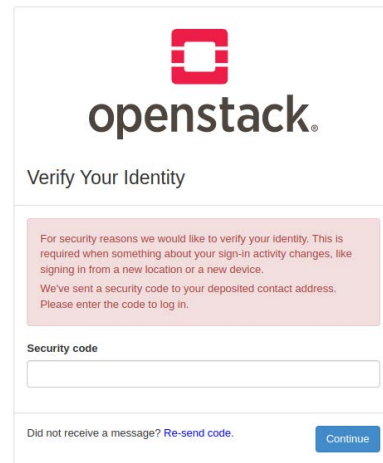 openstack®
Verify Your Identity
For security reasons we would like to verify your identity. This is
required when something about your sign-in activity changes, like
signing in from a new location or a new device.
We've sent a security code to your deposited contact address.
Please enter the code to log in.
Security code
Did not receive a message? Re-send code.
Continue